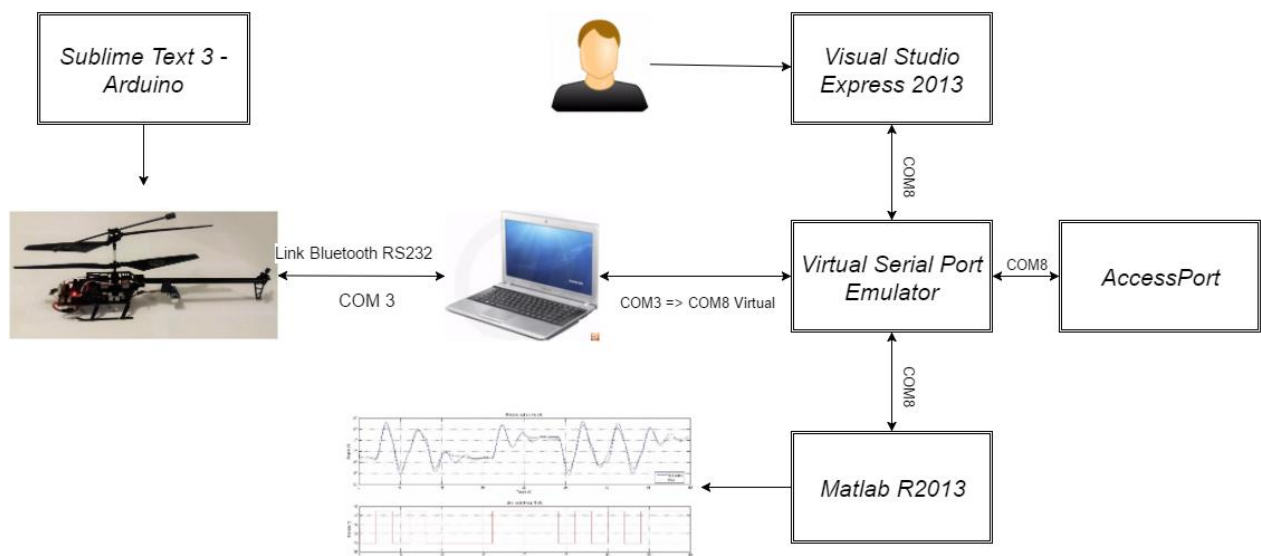 Sublime Text 3 -
Arduino
Visual Studio
Express 2013
COM8
Link Bluetooth RS232
COM 3
COM3 => COM8 Virtual
Virtual Serial Port
Emulator
COM8
AccessPort
COM8
Matlab R2013